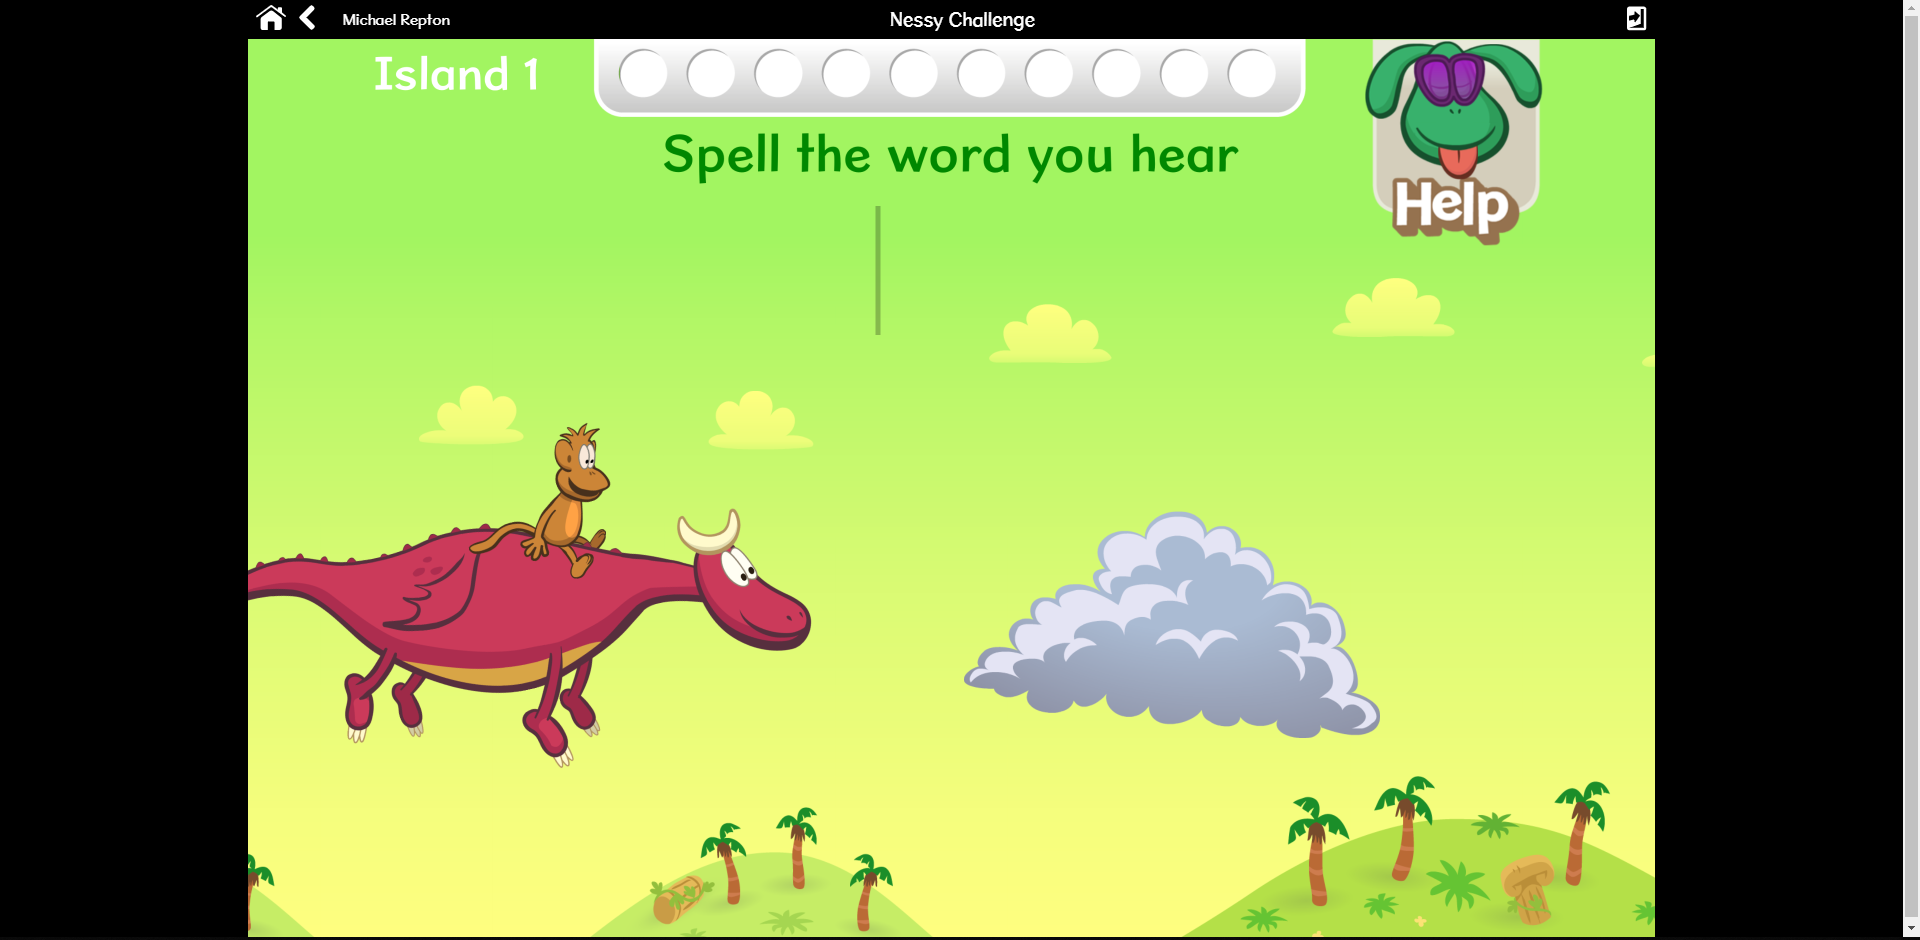 Michael Repton
Nessy Challenge
Island 1
Spell the word you hear
Help